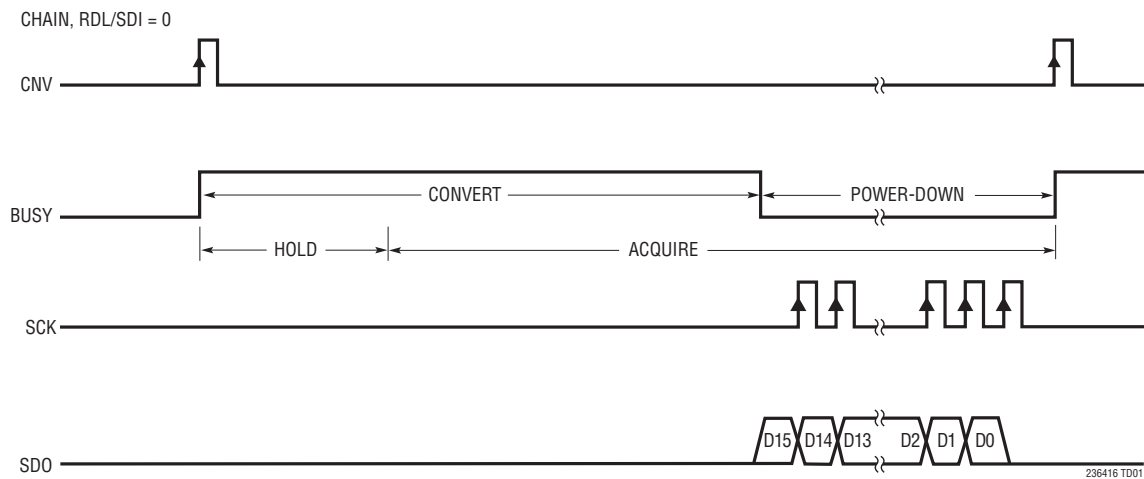 CHAIN, RDL/SDI = 0
CNV
CONVERT
POWER-DOWN
BUSY
HOLD
ACQUIRE
SCK
D15 D14 D13 D2 D1 D0
SDO
236416 TD01